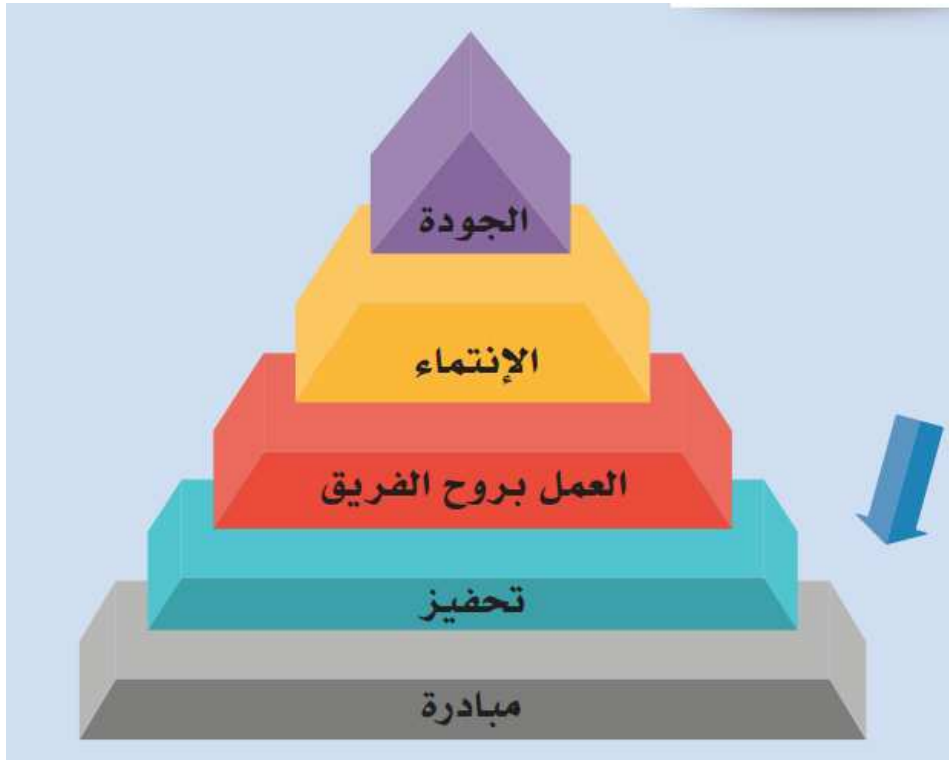 الجودة
الإنتماء
العمل بروح الفريق
تحفيز
مبادرة